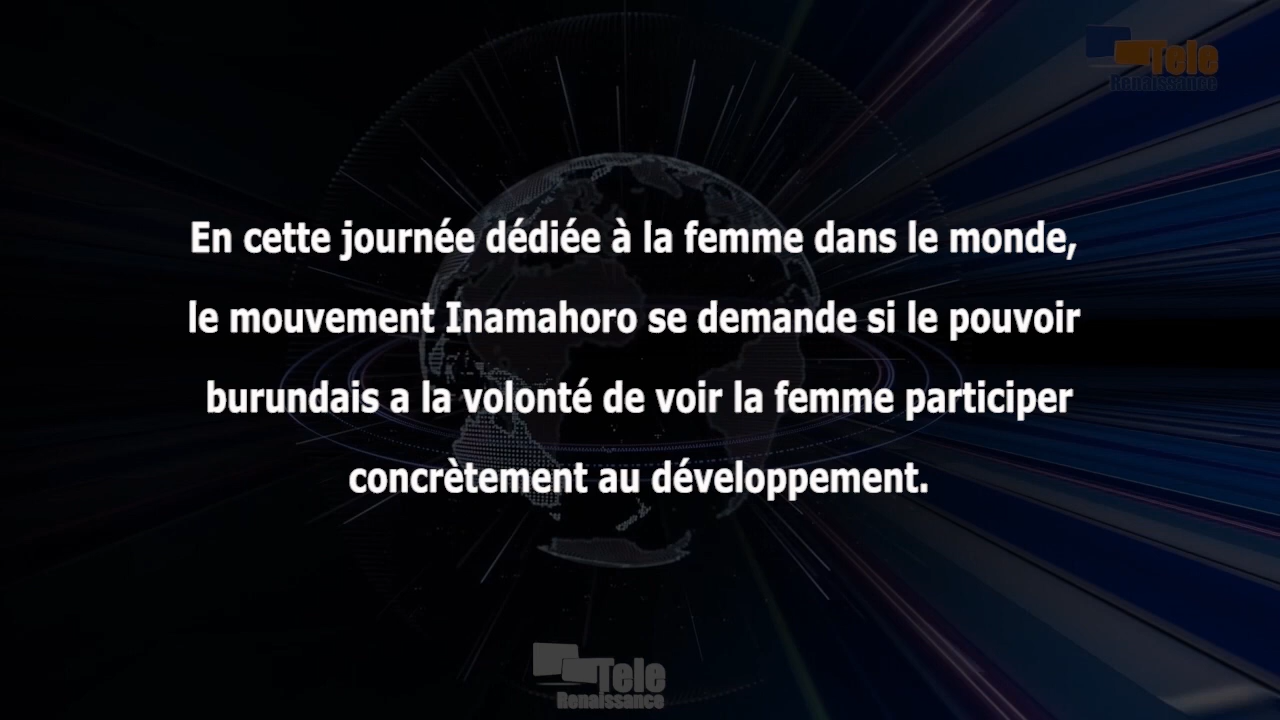 Tele
Renaissance
En cette journée dédiée à la femme dans le monde,
le mouvement Inamahoro se demande si le pouvoir
burundais a la volonté de voir la femme participer
concrètement au développement.
Tele
Renaissance